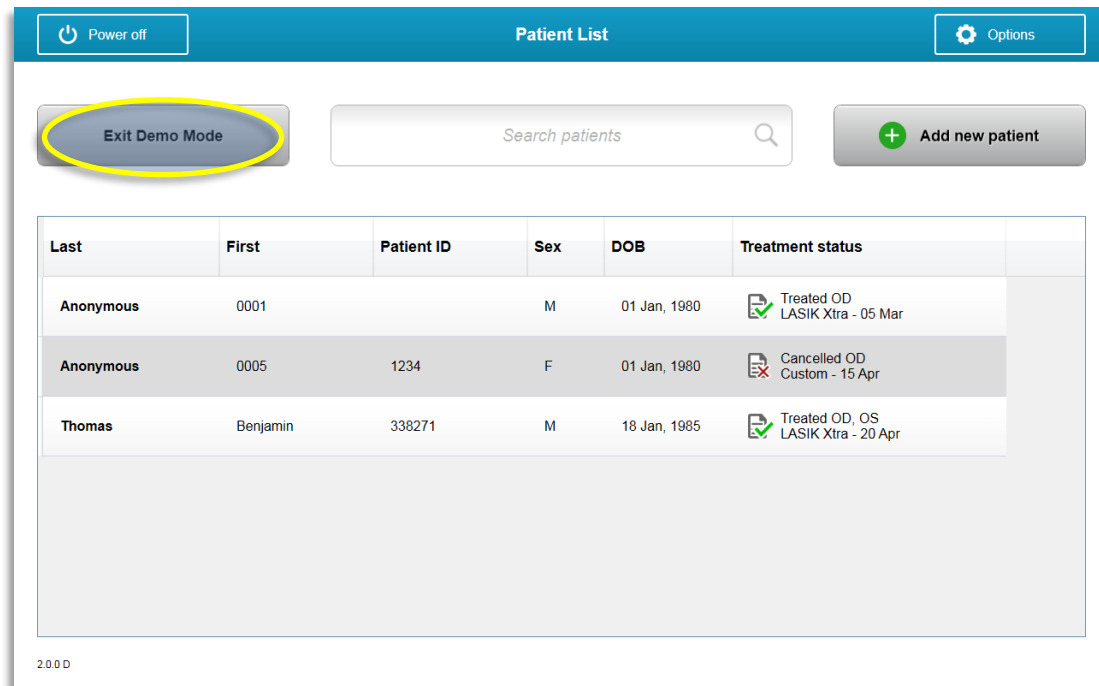 Power off
Patient List
Options
Exit Demo Mode
Search patients
Add new patient
Last First Patient ID Sex DOB Treatment status
Anonymous 0001 M 01 Jan, 1980 Treated OD
LASIK Xtra - 05 Mar
Anonymous 0005 1234 F 01 Jan, 1980 Cancelled OD
Custom - 15 Apr
Thomas Benjamin 338271 M 18 Jan, 1985 Treated OD, OS
LASIK Xtra - 20 Apr
2.0.0 D